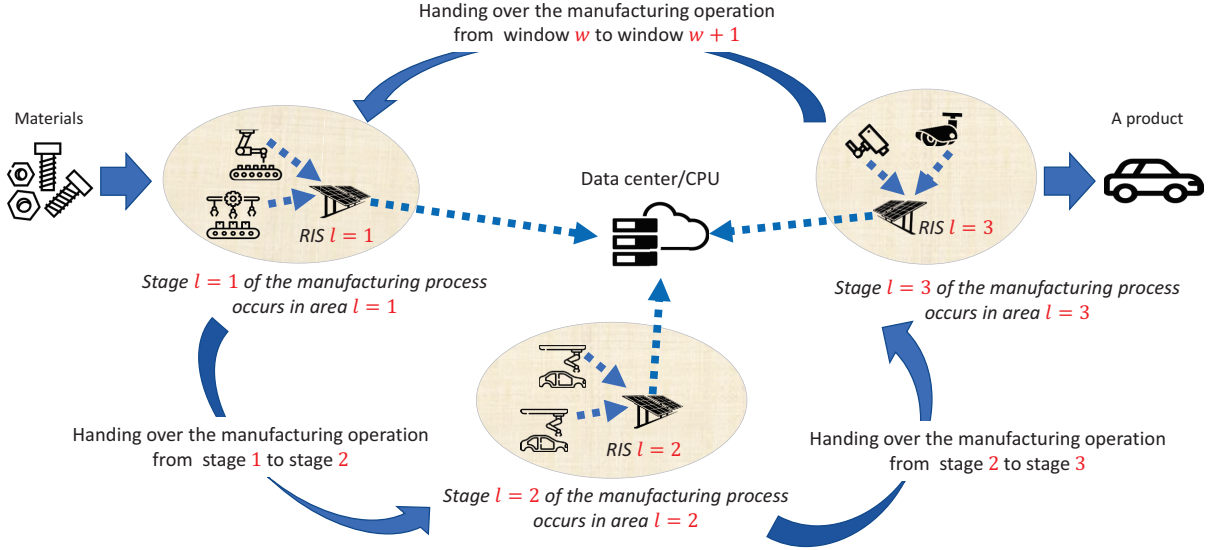 Handing over the manufacturing operation
from window w to window w + 1
Materials
A product
Data center/CPU
RIS l = 1
RIS l = 3
Stage l = 1 of the manufacturing process
occurs in area l = 1
Stage l = 3 of the manufacturing process
occurs in area l = 3
Handing over the manufacturing operation
from stage 1 to stage 2
RIS l = 2
Handing over the manufacturing operation
from stage 2 to stage 3
Stage l = 2 of the manufacturing process
occurs in area l = 2